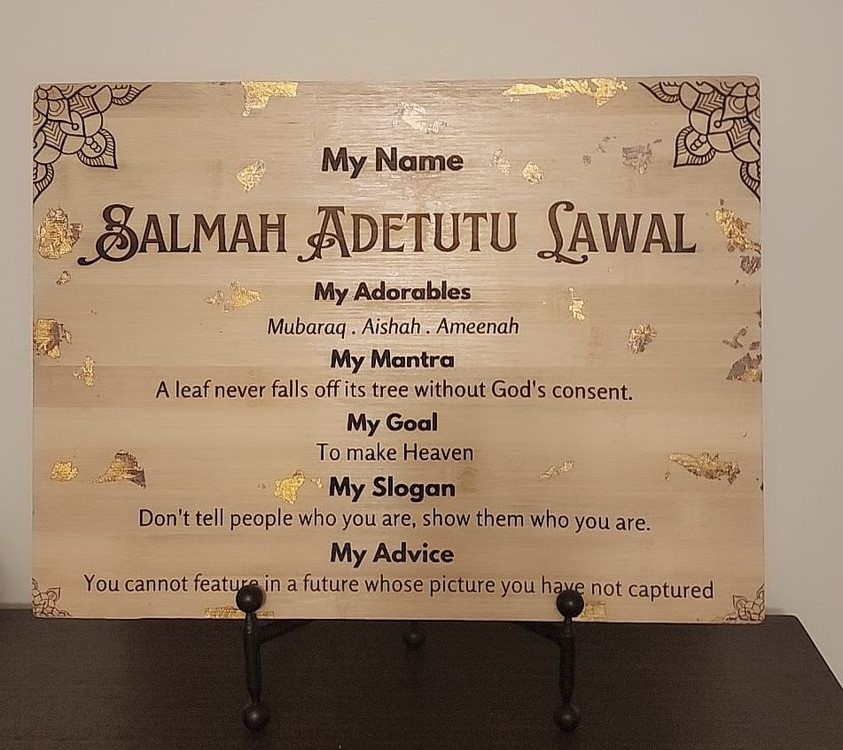 My Name
SALMAH ADETUTU LAWAL
My Adorables
Mubaraq . Aishah . Ameenah
My Mantra
A leaf never falls off its tree without God's consent.
My Goal
To make Heaven
My Slogan
Don't tell people who you are, show them who you are.
My Advice
You cannot feature in a future whose picture you have not captured